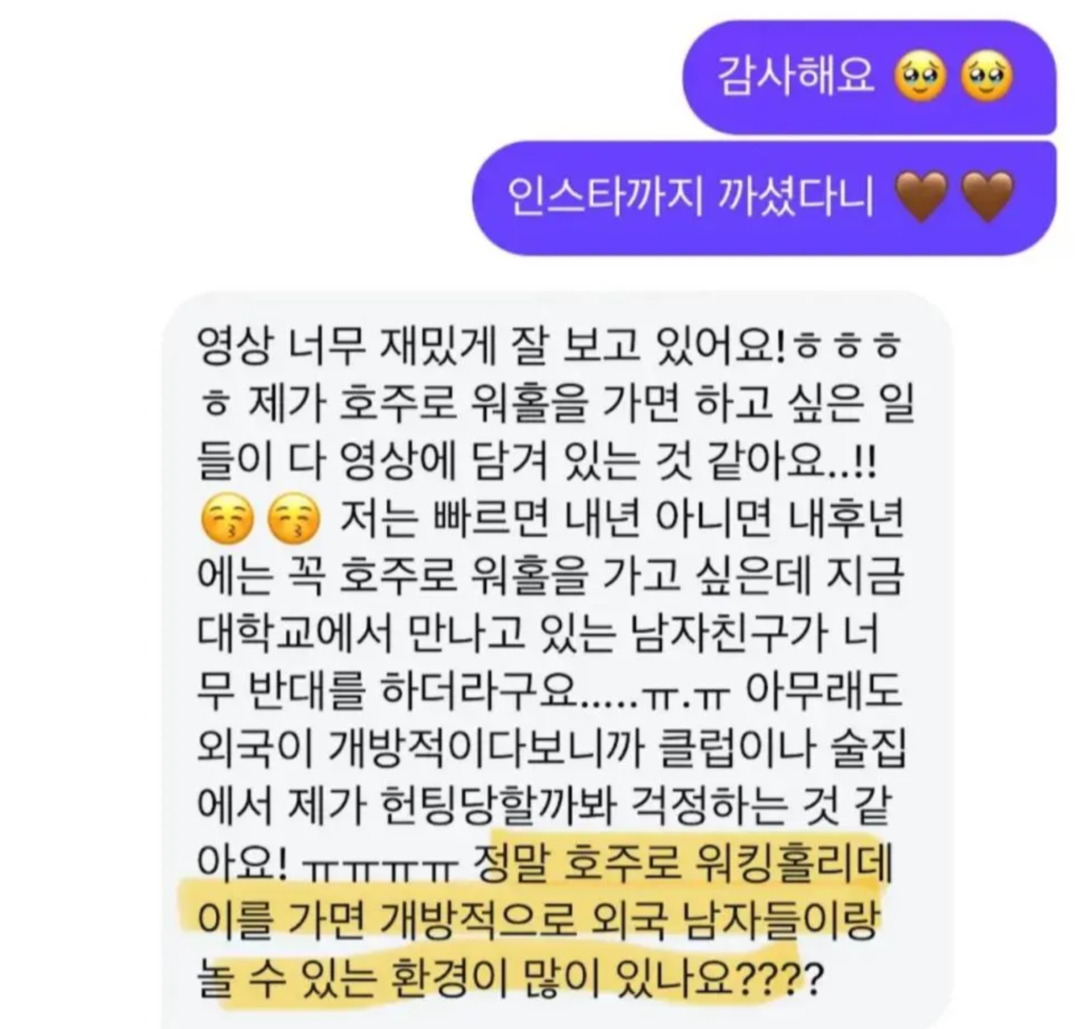 감사해요 🥹🥹
인스타까지 까셨다니 🤎🤎
영상 너무 재밌게 잘 보고 있어요!ㅎㅎㅎ
ㅎ 제가 호주로 워홀을 가면 하고 싶은 일
들이 다 영상에 담겨 있는 것 같아요..!!
😚😚 저는 빠르면 내년 아니면 내후년
에는 꼭 호주로 워홀을 가고 싶은데 지금
대학교에서 만나고 있는 남자친구가 너
무 반대를 하더라구요.....ㅠ.ㅠ 아무래도
외국이 개방적이다보니까 클럽이나 술집
에서 제가 헌팅당할까봐 걱정하는 것 같
아요! ㅠㅠㅠㅠ 정말 호주로 워킹홀리데
이를 가면 개방적으로 외국 남자들이랑
놀 수 있는 환경이 많이 있나요????